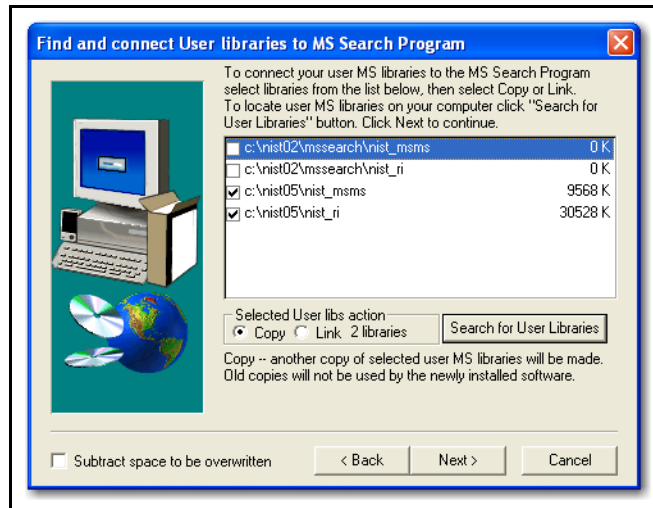 Find and connect User libraries to MS Search Program
To connect your user MS libraries to the MS Search Program
select libraries from the list below, then select Copy or Link.
To locate user MS libraries on your computer click "Search for
User Libraries" button. Click Next to continue.
c:\nist02\mssearch\nist_msms 0 K
c:\nist02\mssearch\nist_ri 0 K
c:\nist05\nist_msms 9568 K
c:\nist05\nist_ri 30528 K
Selected User libs action
Copy Link 2 libraries Search for User Libraries
Copy -- another copy of selected user MS libraries will be made.
Old copies will not be used by the newly installed software.
Subtract space to be overwritten < Back Next > Cancel